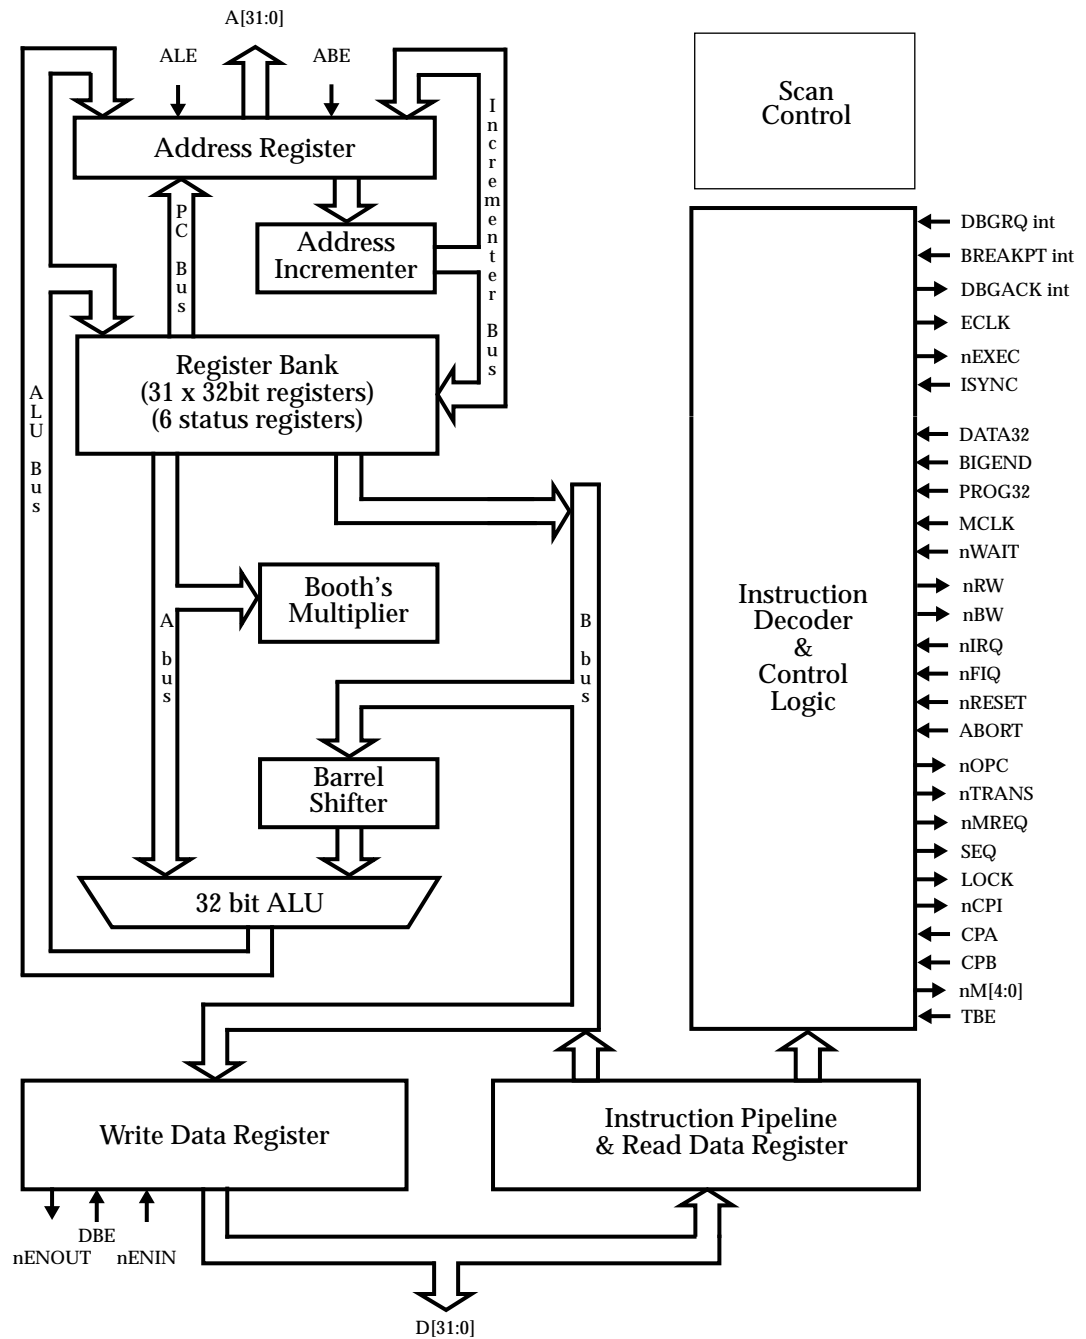 A[31:0]
ALE
ABE
Address Register
Incrementer Bus
Scan
Control
PC Bus
Address
Incrementer
Register Bank
(31 x 32bit registers)
(6 status registers)
ALU Bus
Booth's
Multiplier
A bus
B bus
Barrel
Shifter
32 bit ALU
Instruction
Decoder
&
Control
Logic
DBGRQ int
BREAKPT int
DBGACK int
ECLK
nEXEC
ISYNC
DATA32
BIGEND
PROG32
MCLK
nWAIT
nRW
nBW
nIRQ
nFIQ
nRESET
ABORT
nOPC
nTRANS
nMREQ
SEQ
LOCK
nCPI
CPA
CPB
nM[4:0]
TBE
Write Data Register
Instruction Pipeline
& Read Data Register
DBE
nENOUT
nENIN
D[31:0]